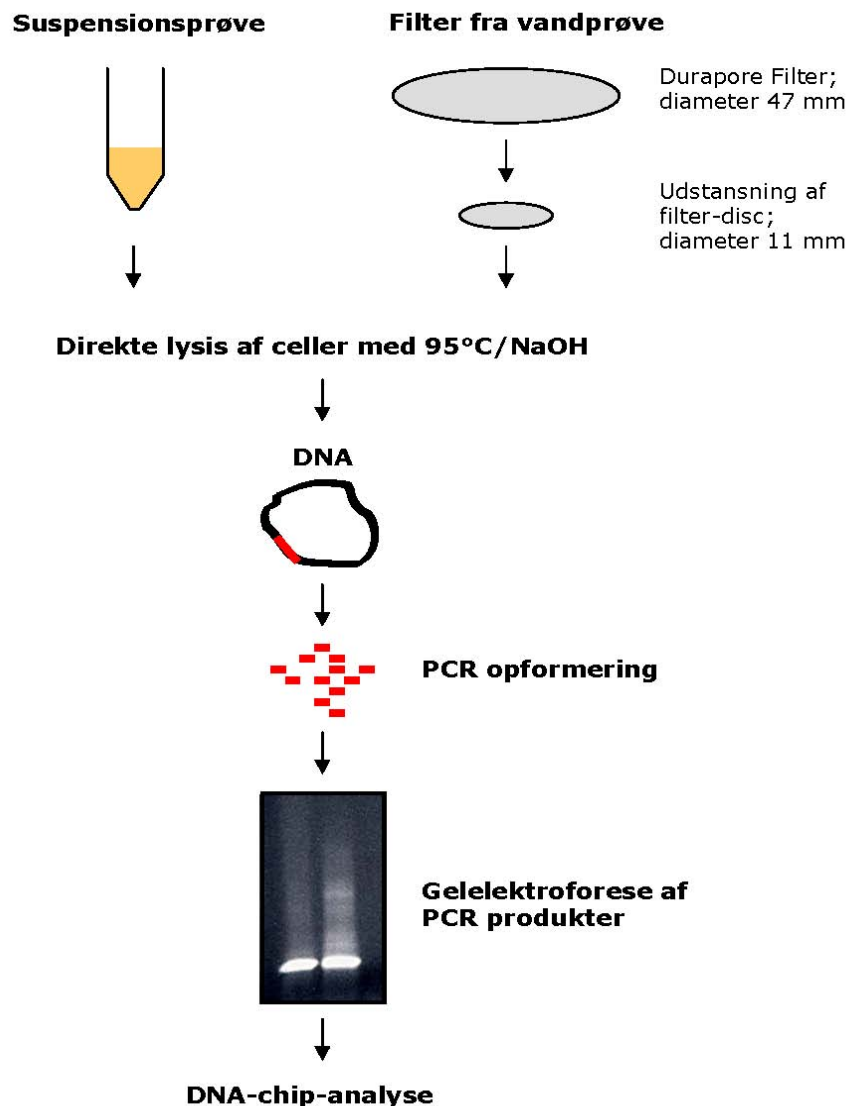 Suspensionsprøve
Filter fra vandprøve
Durapore Filter;
diameter 47 mm
Udstansning af
filter-disc;
diameter 11 mm
Direkte lysis af celler med 95°C/NaOH
DNA
PCR opformering
Gelelektroforese af
PCR produkter
DNA-chip-analyse